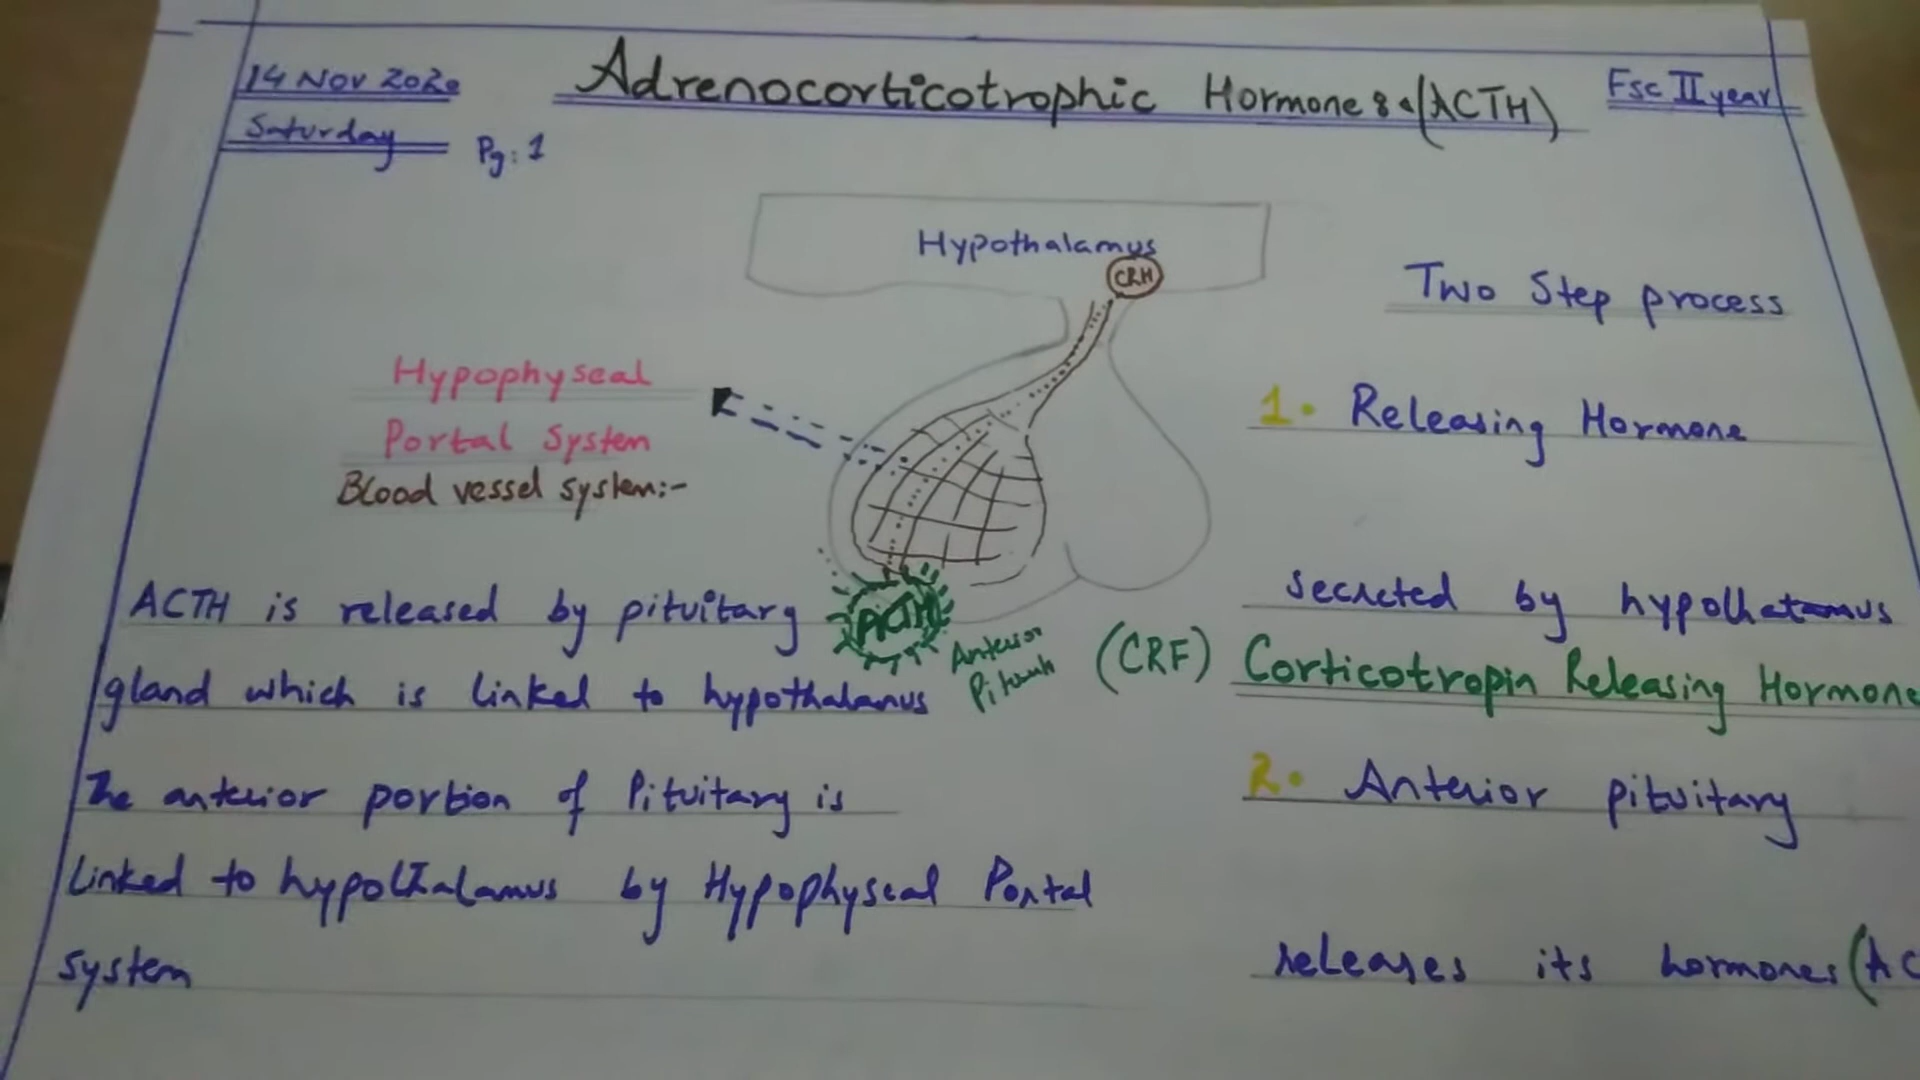 14 Nov 2020
Saturday
Pg: 1
Adrenocorticotrophic Hormone :- (ACTH)
Fsc II year
Hypothalamus
CRH
Hypophyseal
Portal System
Blood vessel system:-
ACTH
Anterior
ACTH is released by pituitary
gland which is linked to hypothalamus
The anterior portion of Pituitary is
linked to hypothalamus by Hypophyseal Portal
system
Two Step process
1. Releasing Hormone
secreted by hypothalamus
(CRF) Corticotropin Releasing Hormone
2. Anterior pituitary
releases its hormones (AC